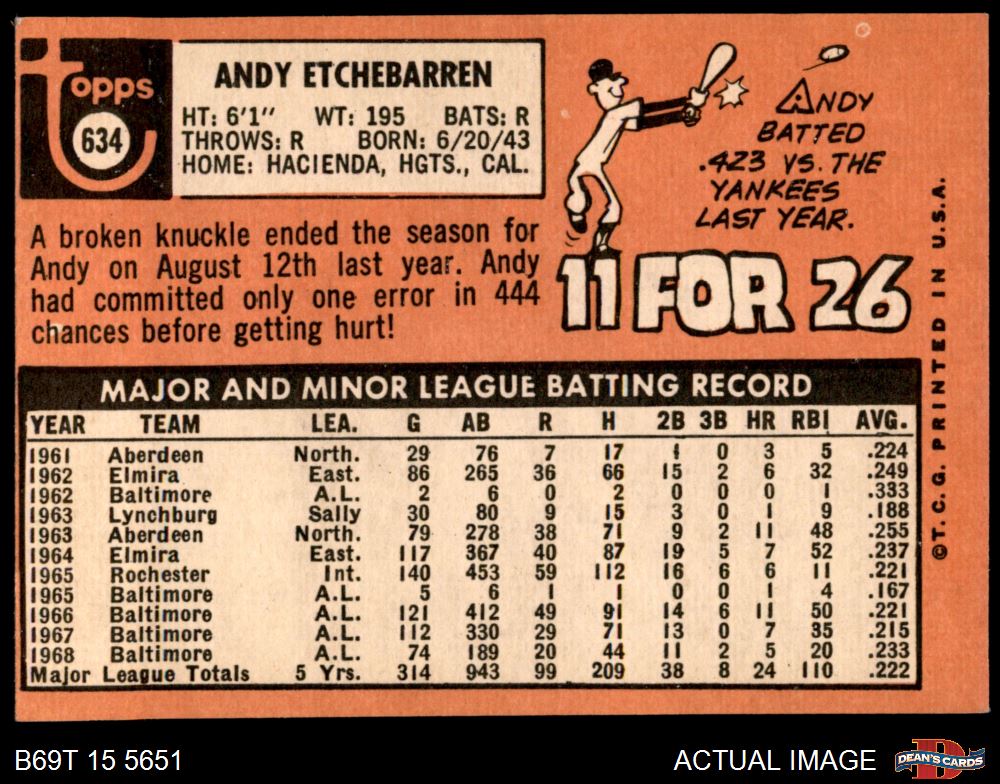 Topps
634
ANDY ETCHEBARREN
HT: 6'1" WT: 195 BATS: R
THROWS: R BORN: 6/20/43
HOME: HACIENDA, HGTS., CAL.
ANDY
BATTED
.423 VS. THE
YANKEES
LAST YEAR.
11 FOR 26
A broken knuckle ended the season for
Andy on August 12th last year. Andy
had committed only one error in 444
chances before getting hurt!
©T.C.G. PRINTED IN U.S.A.
MAJOR AND MINOR LEAGUE BATTING RECORD
YEAR TEAM LEA. G AB R H 2B 3B HR RBI AVG.
1961 Aberdeen North. 29 76 7 17 1 0 3 5 .224
1962 Elmira East. 86 265 36 66 15 2 6 32 .249
1962 Baltimore A.L. 2 6 0 2 0 0 0 1 .333
1963 Lynchburg Sally 30 80 9 15 3 0 1 9 .188
1963 Aberdeen North. 79 278 38 71 9 2 11 48 .255
1964 Elmira East. 117 367 40 87 19 5 7 52 .237
1965 Rochester Int. 140 453 59 112 16 6 6 11 .221
1965 Baltimore A.L. 5 6 1 1 0 0 1 4 .167
1966 Baltimore A.L. 121 412 49 91 14 6 11 50 .221
1967 Baltimore A.L. 112 330 29 71 13 0 7 35 .215
1968 Baltimore A.L. 74 189 20 44 11 2 5 20 .233
Major League Totals 5 Yrs. 314 943 99 209 38 8 24 110 .222
B69T 15 5651
ACTUAL IMAGE
D
DEAN'S CARDS